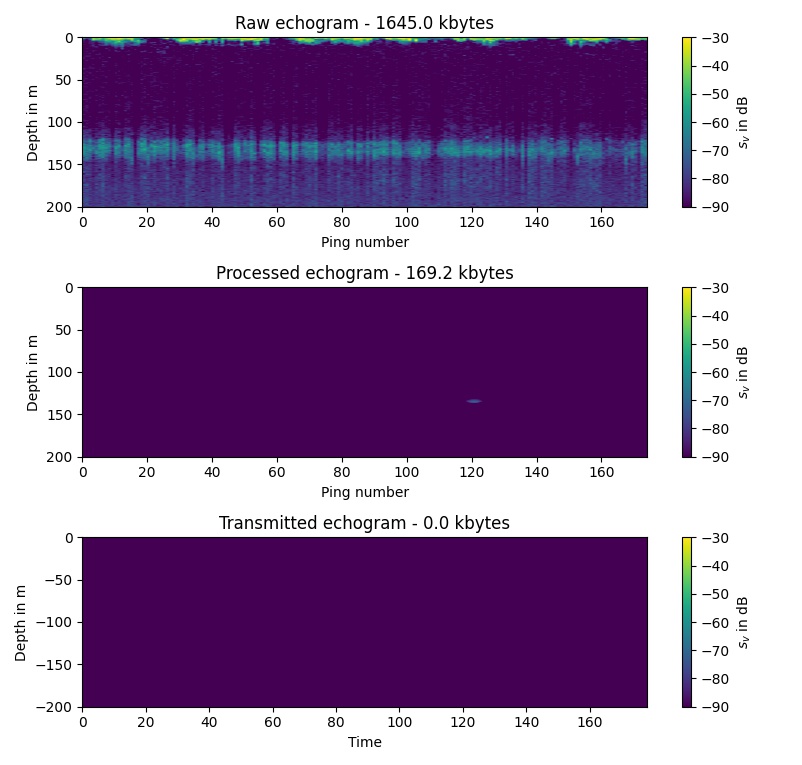 Raw echogram - 1645.0 kbytes
0
50
100
150
200
Depth in m
0 20 40 60 80 100 120 140 160
Ping number
−30
−40
−50
−60
−70
−80
−90
sv in dB
Processed echogram - 169.2 kbytes
0
50
100
150
200
Depth in m
0 20 40 60 80 100 120 140 160
Ping number
−30
−40
−50
−60
−70
−80
−90
sv in dB
Transmitted echogram - 0.0 kbytes
0
−50
−100
−150
−200
Depth in m
0 20 40 60 80 100 120 140 160
Time
−30
−40
−50
−60
−70
−80
−90
sv in dB